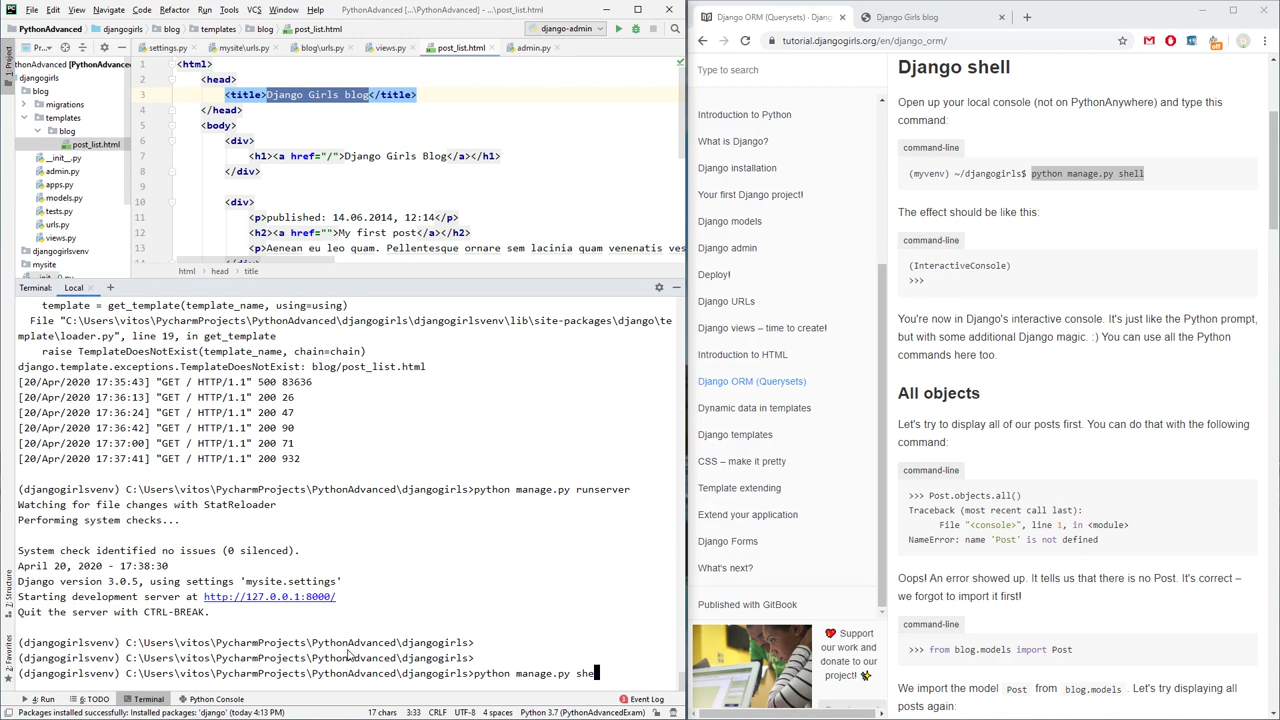 File Edit View Navigate Code Refactor Run Tools VCS Window Help PythonAdvanced [...\PythonAdvanced] - ...\post_list.html
PythonAdvanced djangogirls blog templates blog post_list.html django-admin
Pr... settings.py mysite\urls.py blog\urls.py views.py post_list.html admin.py
PythonAdvanced [PythonAdvanced
djangogirls
blog
migrations
templates
blog
post_list.html
__init__.py
admin.py
apps.py
models.py
tests.py
urls.py
views.py
djangogirlsvenv
mysite
1: Project
1 <html>
2 <head>
3 <title>Django Girls blog</title>
4 </head>
5 <body>
6 <div>
7 <h1><a href="/">Django Girls Blog</a></h1>
8 </div>
9
10 <div>
11 <p>published: 14.06.2014, 12:14</p>
12 <h2><a href="">My first post</a></h2>
13 <p>Aenean eu leo quam. Pellentesque ornare sem lacinia quam venenatis ves
html head title
Terminal: Local +
template = get_template(template_name, using=using)
File "C:\Users\vitos\PycharmProjects\PythonAdvanced\djangogirls\djangogirlsvenv\lib\site-packages\django\te
mplate\loader.py", line 19, in get_template
raise TemplateDoesNotExist(template_name, chain=chain)
django.template.exceptions.TemplateDoesNotExist: blog/post_list.html
[20/Apr/2020 17:35:43] "GET / HTTP/1.1" 500 83636
[20/Apr/2020 17:36:13] "GET / HTTP/1.1" 200 26
[20/Apr/2020 17:36:24] "GET / HTTP/1.1" 200 47
[20/Apr/2020 17:36:42] "GET / HTTP/1.1" 200 90
[20/Apr/2020 17:37:00] "GET / HTTP/1.1" 200 71
[20/Apr/2020 17:37:41] "GET / HTTP/1.1" 200 932
(djangogirlsvenv) C:\Users\vitos\PycharmProjects\PythonAdvanced\djangogirls>python manage.py runserver
Watching for file changes with StatReloader
Performing system checks...
System check identified no issues (0 silenced).
April 20, 2020 - 17:38:30
Django version 3.0.5, using settings 'mysite.settings'
Starting development server at http://127.0.0.1:8000/
Quit the server with CTRL-BREAK.
(djangogirlsvenv) C:\Users\vitos\PycharmProjects\PythonAdvanced\djangogirls>
(djangogirlsvenv) C:\Users\vitos\PycharmProjects\PythonAdvanced\djangogirls>
(djangogirlsvenv) C:\Users\vitos\PycharmProjects\PythonAdvanced\djangogirls>python manage.py she
7: Structure
2: Favorites
4: Run 6: TODO Terminal Python Console Event Log
Packages installed successfully: Installed packages: 'django' (today 4:13 PM) 17 chars 3:33 CRLF UTF-8 4 spaces Python 3.7 (PythonAdvancedExam)
Django ORM (Querysets) · Djang Django Girls blog
tutorial.djangogirls.org/en/django_orm/
Type to search
Introduction to Python
What is Django?
Django installation
Your first Django project!
Django models
Django admin
Deploy!
Django URLs
Django views – time to create!
Introduction to HTML
Django ORM (Querysets)
Dynamic data in templates
Django templates
CSS – make it pretty
Template extending
Extend your application
Django Forms
What's next?
Published with GitBook
Support
our work and
donate to our
project!
Django shell
Open up your local console (not on PythonAnywhere) and type this
command:
command-line
(myvenv) ~/djangogirls$ python manage.py shell
The effect should be like this:
command-line
(InteractiveConsole)
>>>
You're now in Django's interactive console. It's just like the Python prompt,
but with some additional Django magic. :) You can use all the Python
commands here too.
All objects
Let's try to display all of our posts first. You can do that with the following
command:
command-line
>>> Post.objects.all()
Traceback (most recent call last):
File "<console>", line 1, in <module>
NameError: name 'Post' is not defined
Oops! An error showed up. It tells us that there is no Post. It's correct –
we forgot to import it first!
command-line
>>> from blog.models import Post
We import the model Post from blog.models . Let's try displaying all
posts again: